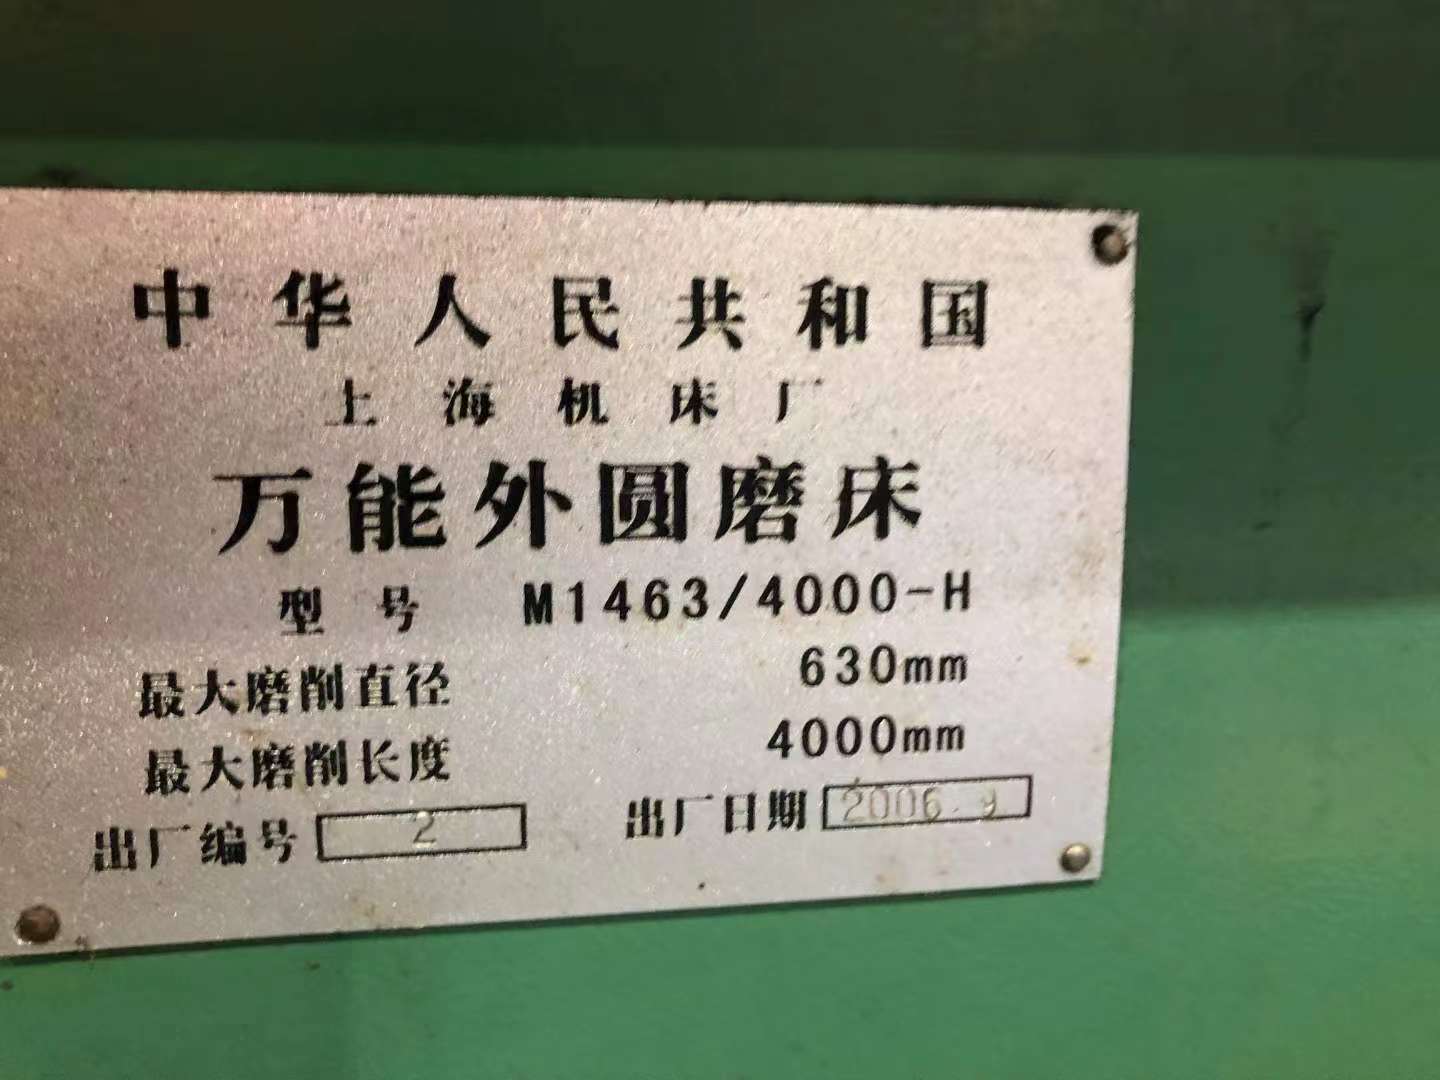 中华人民共和国
上海机床厂
万能外圆磨床
型号 M1463/4000-H
最大磨削直径 630mm
最大磨削长度 4000mm
出厂编号 2 出厂日期 2006.9